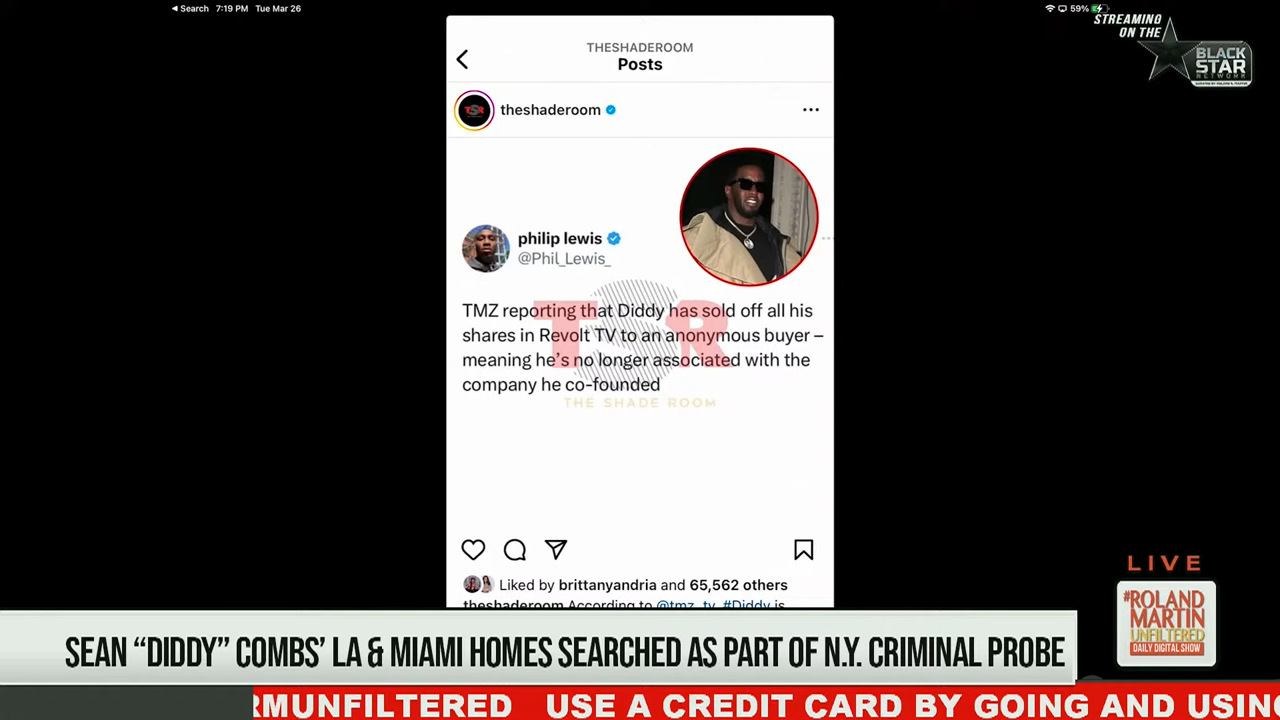 Search 7:19 PM Tue Mar 26
59%
STREAMING
ON THE
BLACK
STAR
NETWORK
THESHADEROOM
Posts
TSR
theshaderoom
philip lewis
@Phil_Lewis_
TMZ reporting that Diddy has sold off all his
shares in Revolt TV to an anonymous buyer –
meaning he's no longer associated with the
company he co-founded
TSR
THE SHADE ROOM
Liked by brittanyandria and 65,562 others
theshaderoom According to @tmz_tv, #Diddy is
LIVE
#ROLAND
MARTIN
UNFILTERED
DAILY DIGITAL SHOW
SEAN “DIDDY” COMBS’ LA & MIAMI HOMES SEARCHED AS PART OF N.Y. CRIMINAL PROBE
RMUNFILTERED USE A CREDIT CARD BY GOING AND USING